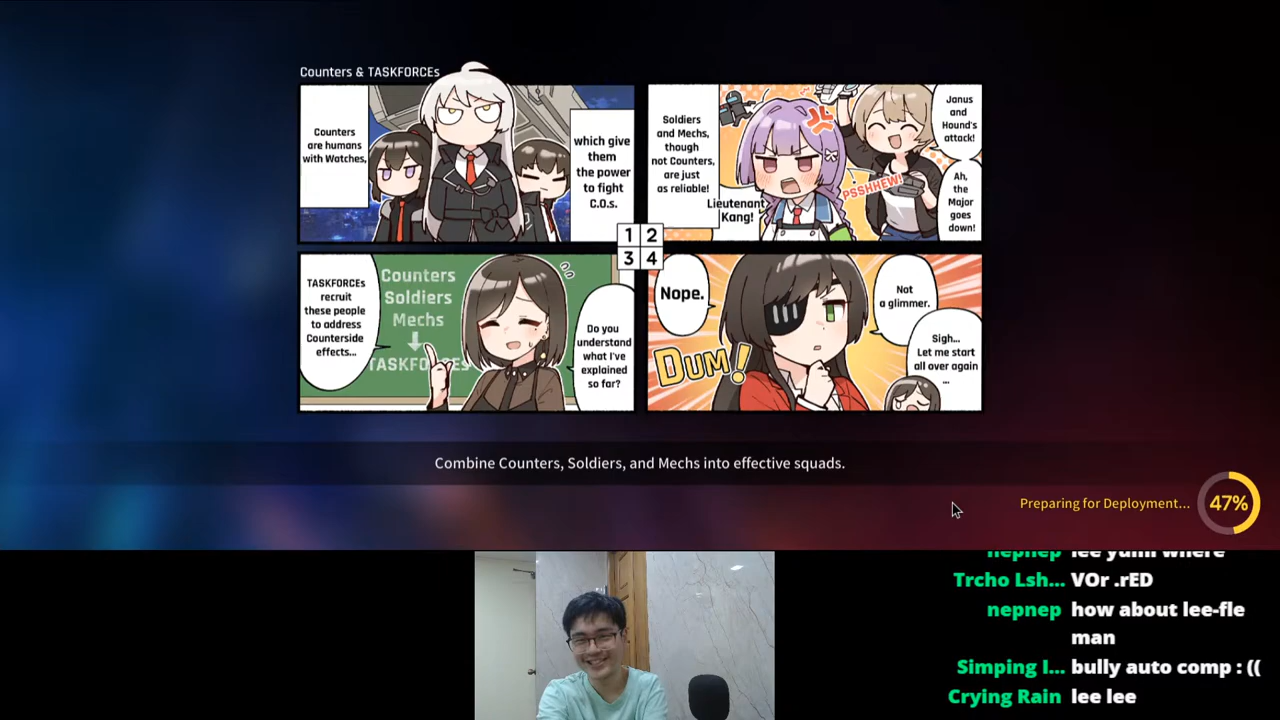 Counters & TASKFORCEs
Counters
are humans
with Watches,
which give
them
the power
to fight
C.O.s.
Soldiers
and Mechs,
though
not Counters,
are just
as reliable!
Lieutenant
Kang!
PSSHHEW!
Janus
and
Hound's
attack!
Ah,
the
Major
goes
down!
1 2
3 4
TASKFORCEs
recruit
these people
to address
Counterside
effects...
Counters
Soldiers
Mechs
TASKFORCEs
Do you
understand
what I've
explained
so far?
Nope.
DUM!
Not
a glimmer.
Sigh...
Let me start
all over again
...
Combine Counters, Soldiers, and Mechs into effective squads.
Preparing for Deployment... 47%
nepnep lee yumi where
Trcho Lsh... VOr .rED
nepnep how about lee-fle
man
Simping I... bully auto comp : ((
Crying Rain lee lee